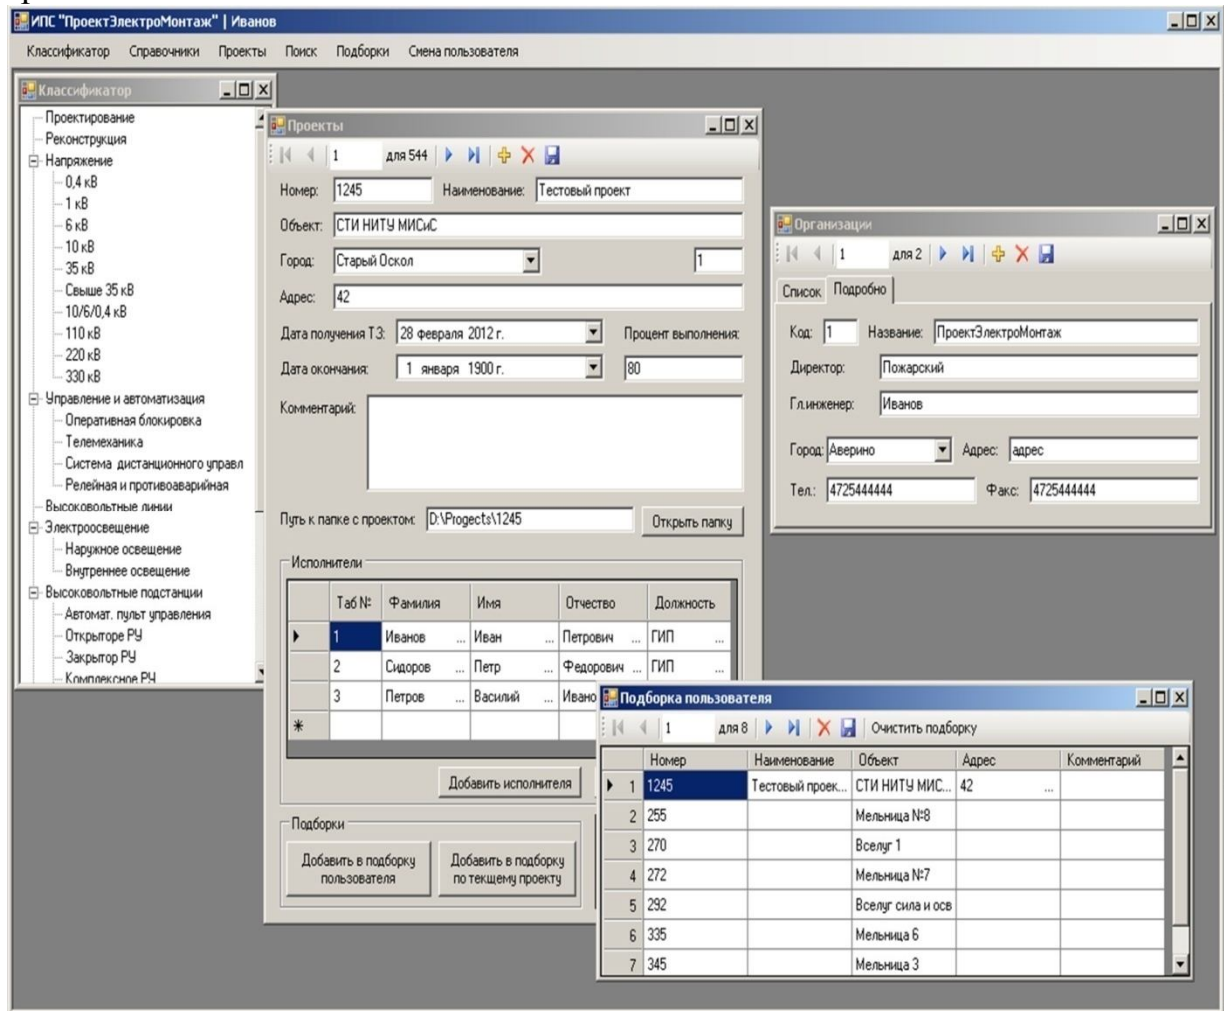 ИПС "ПроектЭлектроМонтаж" | Иванов
Классификатор Справочники Проекты Поиск Подборки Смена пользователя
Классификатор
Проектирование
Реконструкция
Напряжение
0,4 кВ
1 кВ
6 кВ
10 кВ
35 кВ
Свыше 35 кВ
10/6/0,4 кВ
110 кВ
220 кВ
330 кВ
Управление и автоматизация
Оперативная блокировка
Телемеханика
Система дистанционного управл
Релейная и противоаварийная
Высоковольтные линии
Электроосвещение
Наружное освещение
Внутреннее освещение
Высоковольтные подстанции
Автомат. пульт управления
Открыторе РУ
Закрытор РУ
Комплексное РУ
Проекты
1 для 544
Номер: 1245 Наименование: Тестовый проект
Объект: СТИ НИТУ МИСиС
Город: Старый Оскол 1
Адрес: 42
Дата получения ТЗ: 28 февраля 2012 г. Процент выполнения:
Дата окончания: 1 января 1900 г. 80
Комментарий:
Путь к папке с проектом: D:\Progects\1245 Открыть папку
Исполнители
Таб № Фамилия Имя Отчество Должность
1 Иванов ... Иван ... Петрович ... ГИП ...
2 Сидоров ... Петр ... Федорович ... ГИП ...
3 Петров ... Василий ... Ивано
Добавить исполнителя
Подборки
Добавить в подборку пользователя
Добавить в подборку по текщему проекту
Организации
1 для 2
Список Подробно
Код: 1 Название: ПроектЭлектроМонтаж
Директор: Пожарский
Гл.инженер: Иванов
Город: Аверино Адрес: адрес
Тел.: 4725444444 Факс: 4725444444
Подборка пользователя
1 для 8 Очистить подборку
Номер Наименование Объект Адрес Комментарий
1 1245 Тестовый проек... СТИ НИТУ МИС... 42 ...
2 255 Мельница №8
3 270 Вселуг 1
4 272 Мельница №7
5 292 Вселуг сила и осв
6 335 Мельница 6
7 345 Мельница 3